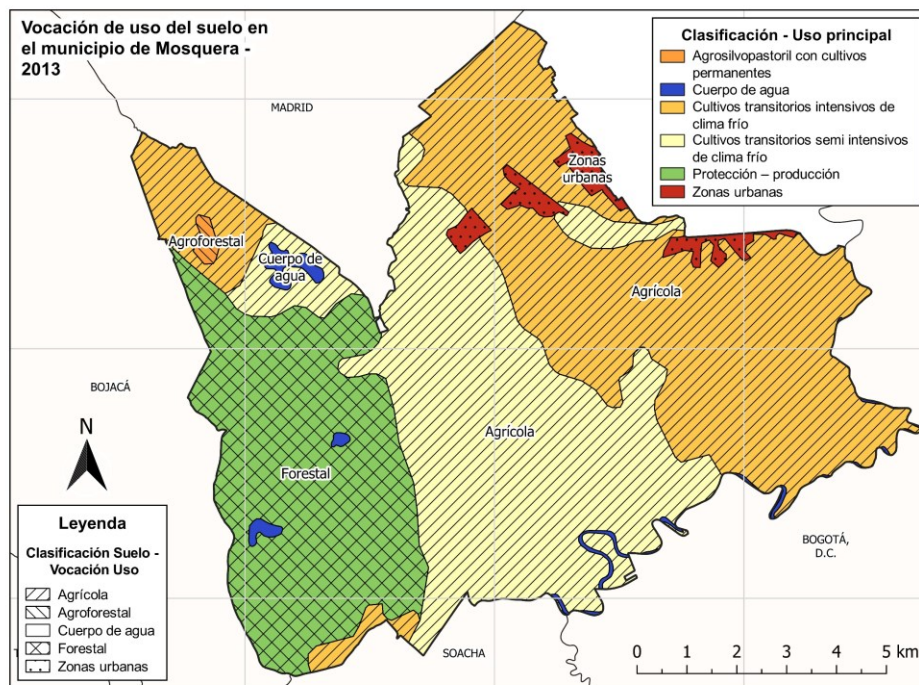 Vocación de uso del suelo en
el municipio de Mosquera -
2013
Clasificación - Uso principal
Agrosilvopastoril con cultivos
permanentes
Cuerpo de agua
Cultivos transitorios intensivos de
clima frío
Cultivos transitorios semi intensivos
de clima frío
Protección – producción
Zonas urbanas
MADRID
Zonas
urbanas
Agroforestal
Cuerpo de
agua
Agrícola
BOJACÁ
Agrícola
N
Forestal
BOGOTÁ,
D.C.
SOACHA
Leyenda
Clasificación Suelo -
Vocación Uso
Agrícola
Agroforestal
Cuerpo de agua
Forestal
Zonas urbanas
0 1 2 3 4 5 km